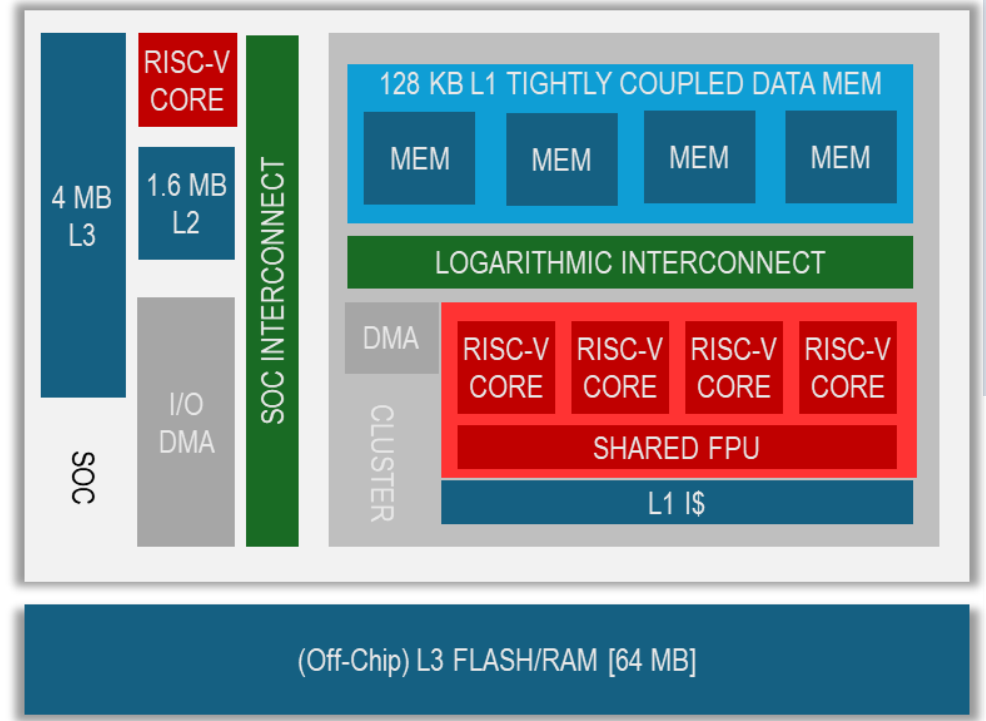 4 MB
L3
SOC
RISC-V
CORE
1.6 MB
L2
I/O
DMA
SOC INTERCONNECT
128 KB L1 TIGHTLY COUPLED DATA MEM
MEM
MEM
MEM
MEM
LOGARITHMIC INTERCONNECT
DMA
CLUSTER
RISC-V
CORE
RISC-V
CORE
RISC-V
CORE
RISC-V
CORE
SHARED FPU
L1 I$
(Off-Chip) L3 FLASH/RAM [64 MB]